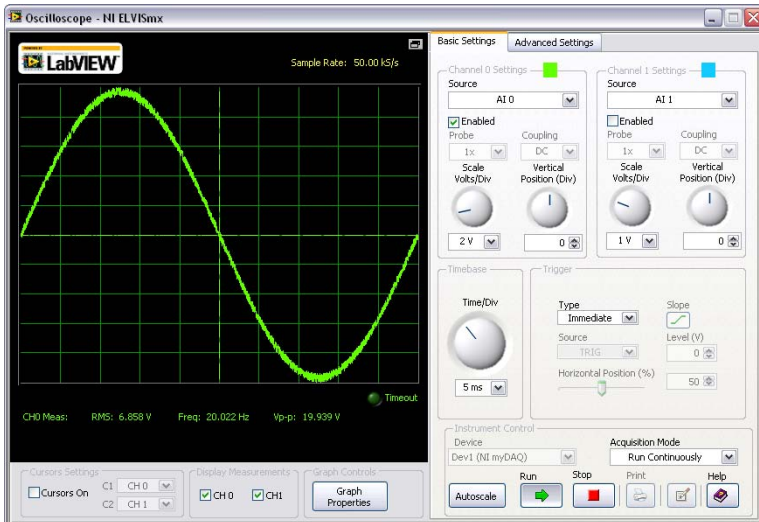 Oscilloscope - NI ELVISmx
LabVIEW
Sample Rate: 50.00 kS/s
Timeout
CH0 Meas: RMS: 6.858 V Freq: 20.022 Hz Vp-p: 19.939 V
Cursors Settings
Cursors On
C1 CH 0
C2 CH 1
Display Measurements
CH 0 CH1
Graph Controls
Graph
Properties
Basic Settings Advanced Settings
Channel 0 Settings
Source
AI 0
Enabled
Probe Coupling
1x DC
Scale Vertical
Volts/Div Position (Div)
2 V 0
Channel 1 Settings
Source
AI 1
Enabled
Probe Coupling
1x DC
Scale Vertical
Volts/Div Position (Div)
1 V 0
Timebase
Time/Div
5 ms
Trigger
Type Slope
Immediate
Source Level (V)
TRIG 0
Horizontal Position (%)
50
Instrument Control
Device Acquisition Mode
Dev1 (NI myDAQ) Run Continuously
Run Stop Print Help
Autoscale